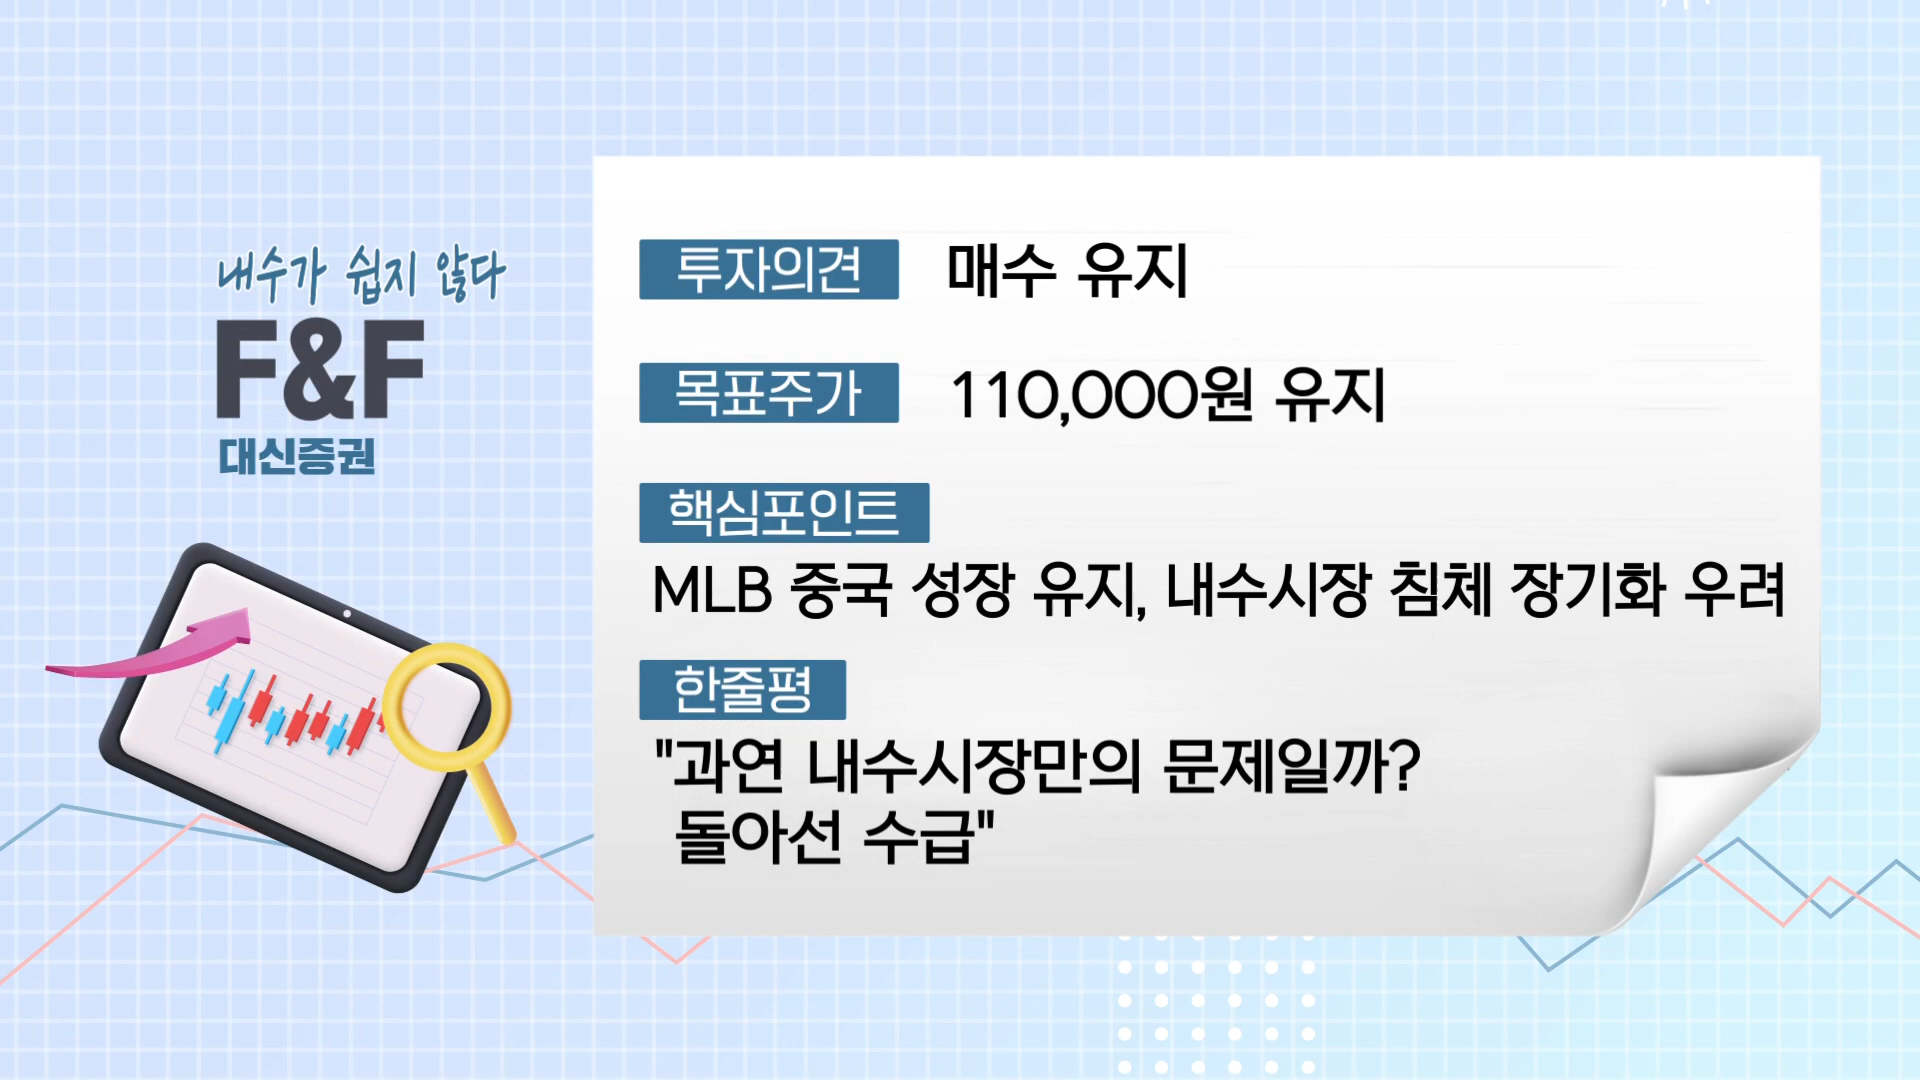 내수가 쉽지 않다
F&F
대신증권
투자의견 매수 유지
목표주가 110,000원 유지
핵심포인트
MLB 중국 성장 유지, 내수시장 침체 장기화 우려
한줄평
"과연 내수시장만의 문제일까?
돌아선 수급"